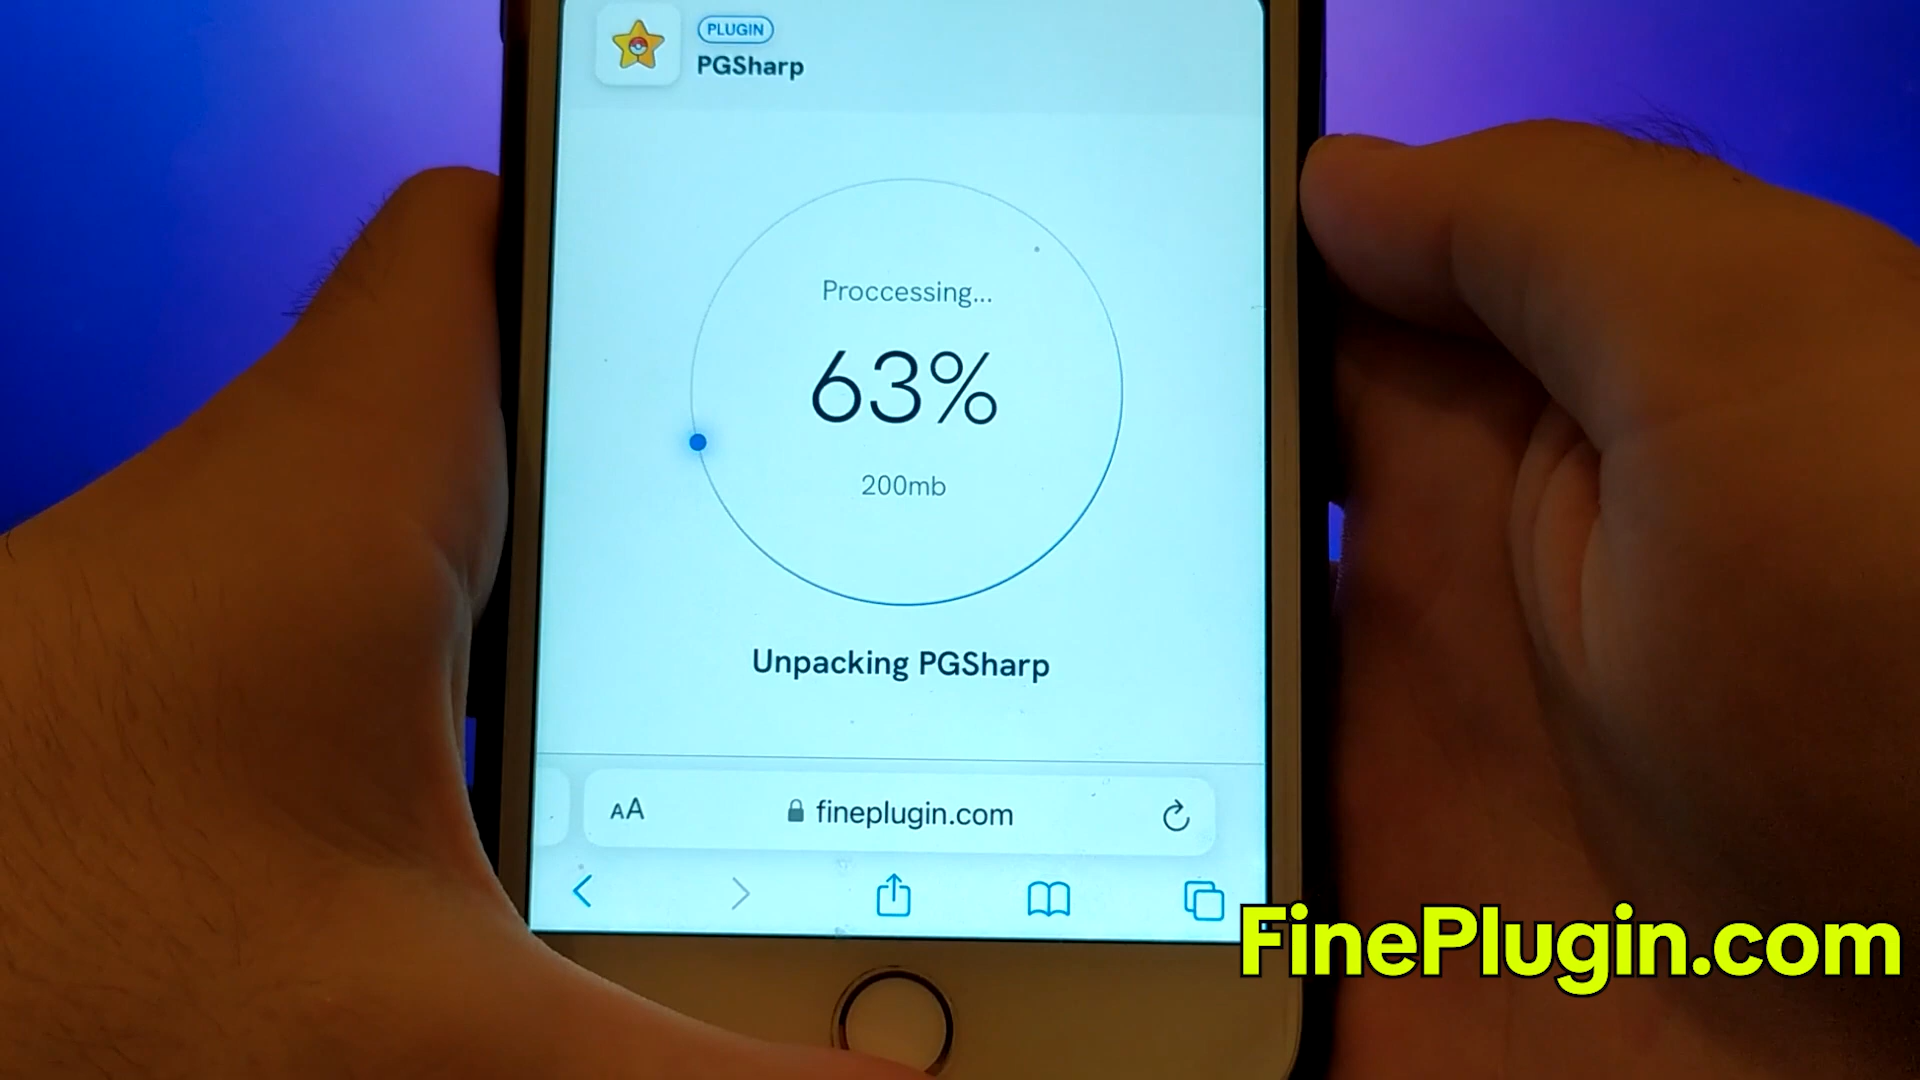 PLUGIN
PGSharp
Proccessing...
63%
200mb
Unpacking PGSharp
AA
fineplugin.com
FinePlugin.com